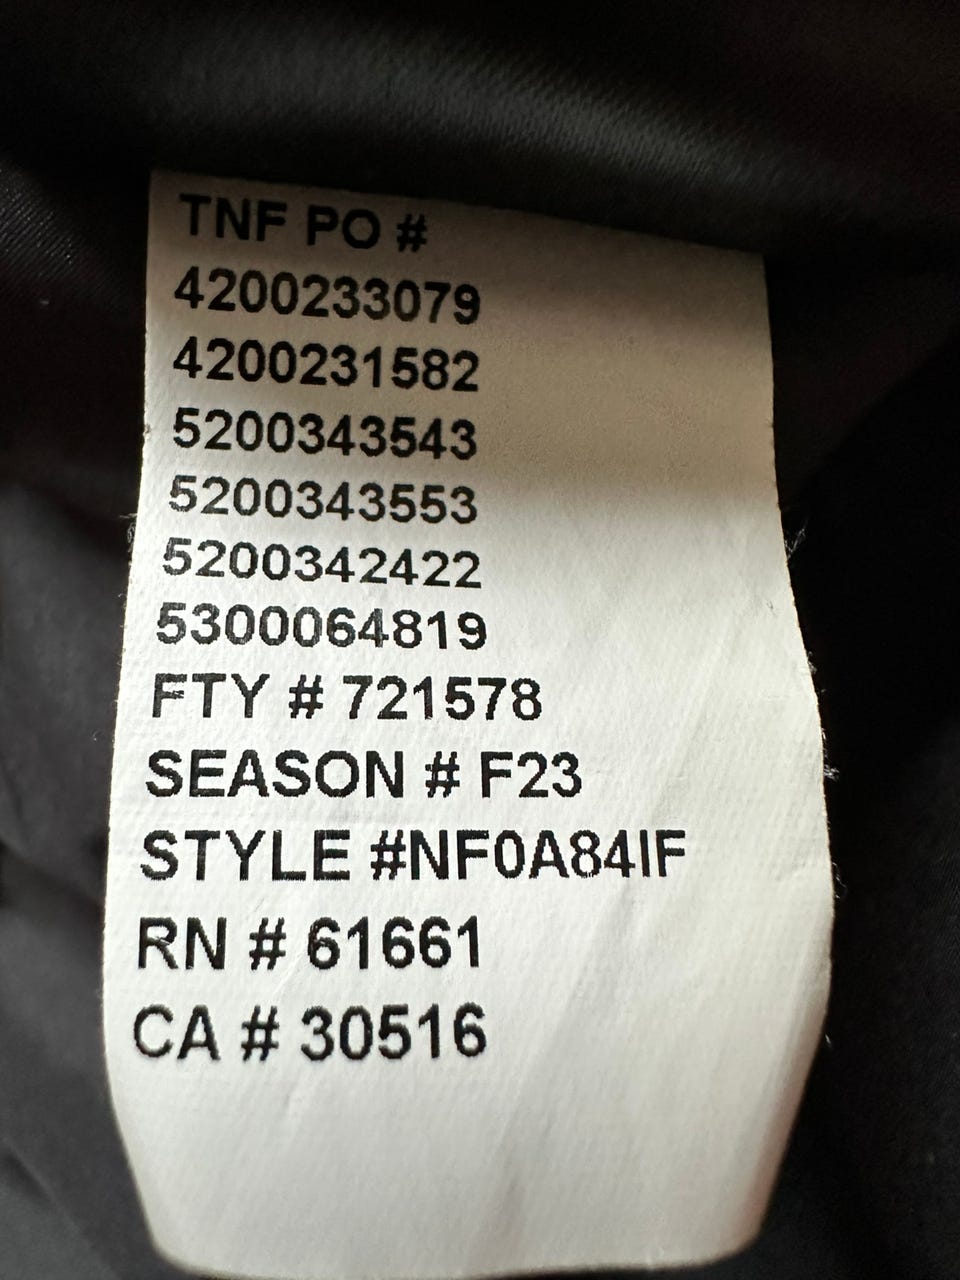 TNF PO #
4200233079
4200231582
5200343543
5200343553
5200342422
5300064819
FTY # 721578
SEASON # F23
STYLE #NF0A84IF
RN # 61661
CA # 30516